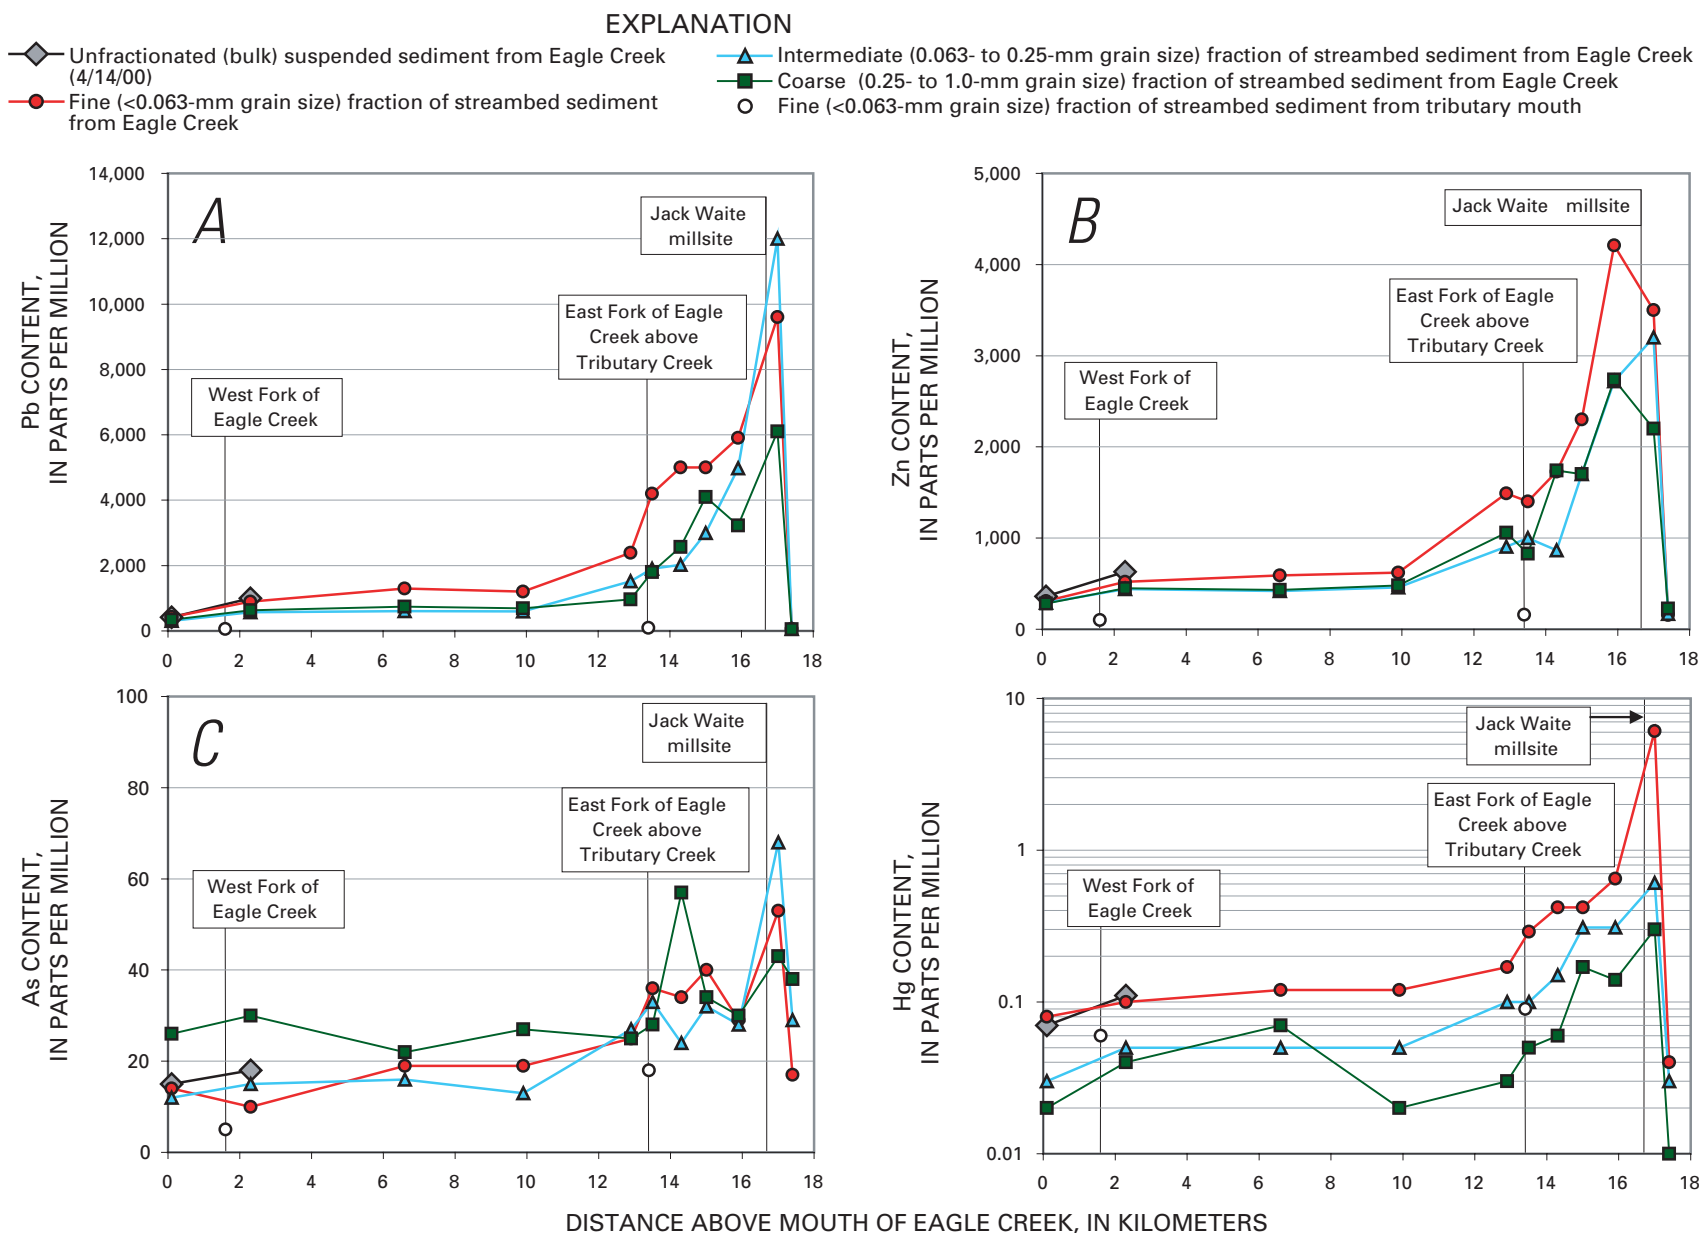 EXPLANATION
Unfractionated (bulk) suspended sediment from Eagle Creek
(4/14/00)
Fine (<0.063-mm grain size) fraction of streambed sediment
from Eagle Creek
Intermediate (0.063- to 0.25-mm grain size) fraction of streambed sediment from Eagle Creek
Coarse (0.25- to 1.0-mm grain size) fraction of streambed sediment from Eagle Creek
Fine (<0.063-mm grain size) fraction of streambed sediment from tributary mouth
A
Pb CONTENT,
IN PARTS PER MILLION
14,000
12,000
10,000
8,000
6,000
4,000
2,000
0
0 2 4 6 8 10 12 14 16 18
Jack Waite
millsite
East Fork of Eagle
Creek above
Tributary Creek
West Fork of
Eagle Creek
B
Zn CONTENT,
IN PARTS PER MILLION
5,000
4,000
3,000
2,000
1,000
0
0 2 4 6 8 10 12 14 16 18
Jack Waite millsite
East Fork of Eagle
Creek above
Tributary Creek
West Fork of
Eagle Creek
C
As CONTENT,
IN PARTS PER MILLION
100
80
60
40
20
0
0 2 4 6 8 10 12 14 16 18
Jack Waite
millsite
East Fork of Eagle
Creek above
Tributary Creek
West Fork of
Eagle Creek
Hg CONTENT,
IN PARTS PER MILLION
10
1
0.1
0.01
0 2 4 6 8 10 12 14 16 18
Jack Waite
millsite
East Fork of Eagle
Creek above
Tributary Creek
West Fork of
Eagle Creek
DISTANCE ABOVE MOUTH OF EAGLE CREEK, IN KILOMETERS